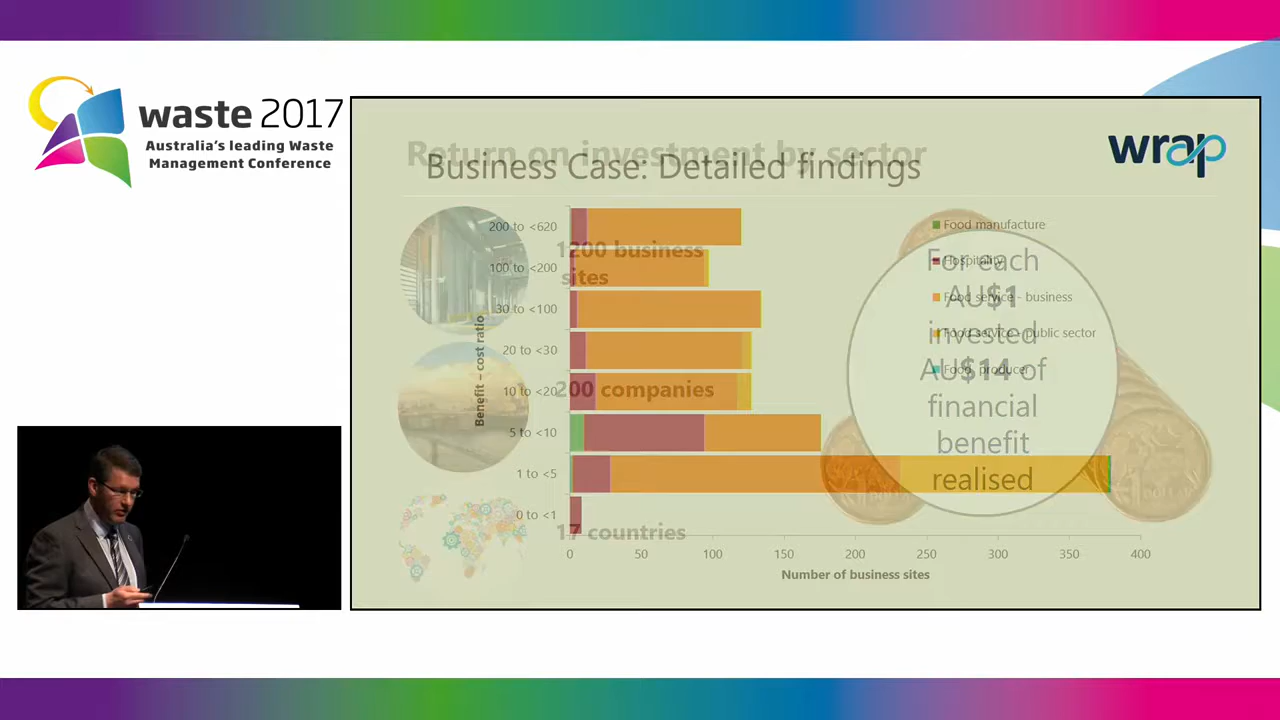 waste 2017
Australia's leading Waste
Management Conference
Return on investment by sector
Business Case: Detailed findings
wrap
1200 business
sites
200 companies
17 countries
For each
AU$1
invested
AU$14 of
financial
benefit
realised
Benefit – cost ratio
200 to <620
100 to <200
30 to <100
20 to <30
10 to <20
5 to <10
1 to <5
0 to <1
0 50 100 150 200 250 300 350 400
Number of business sites
Food manufacture
Hospitality
Food service - business
Food service - public sector
Food producer
DOLLAR